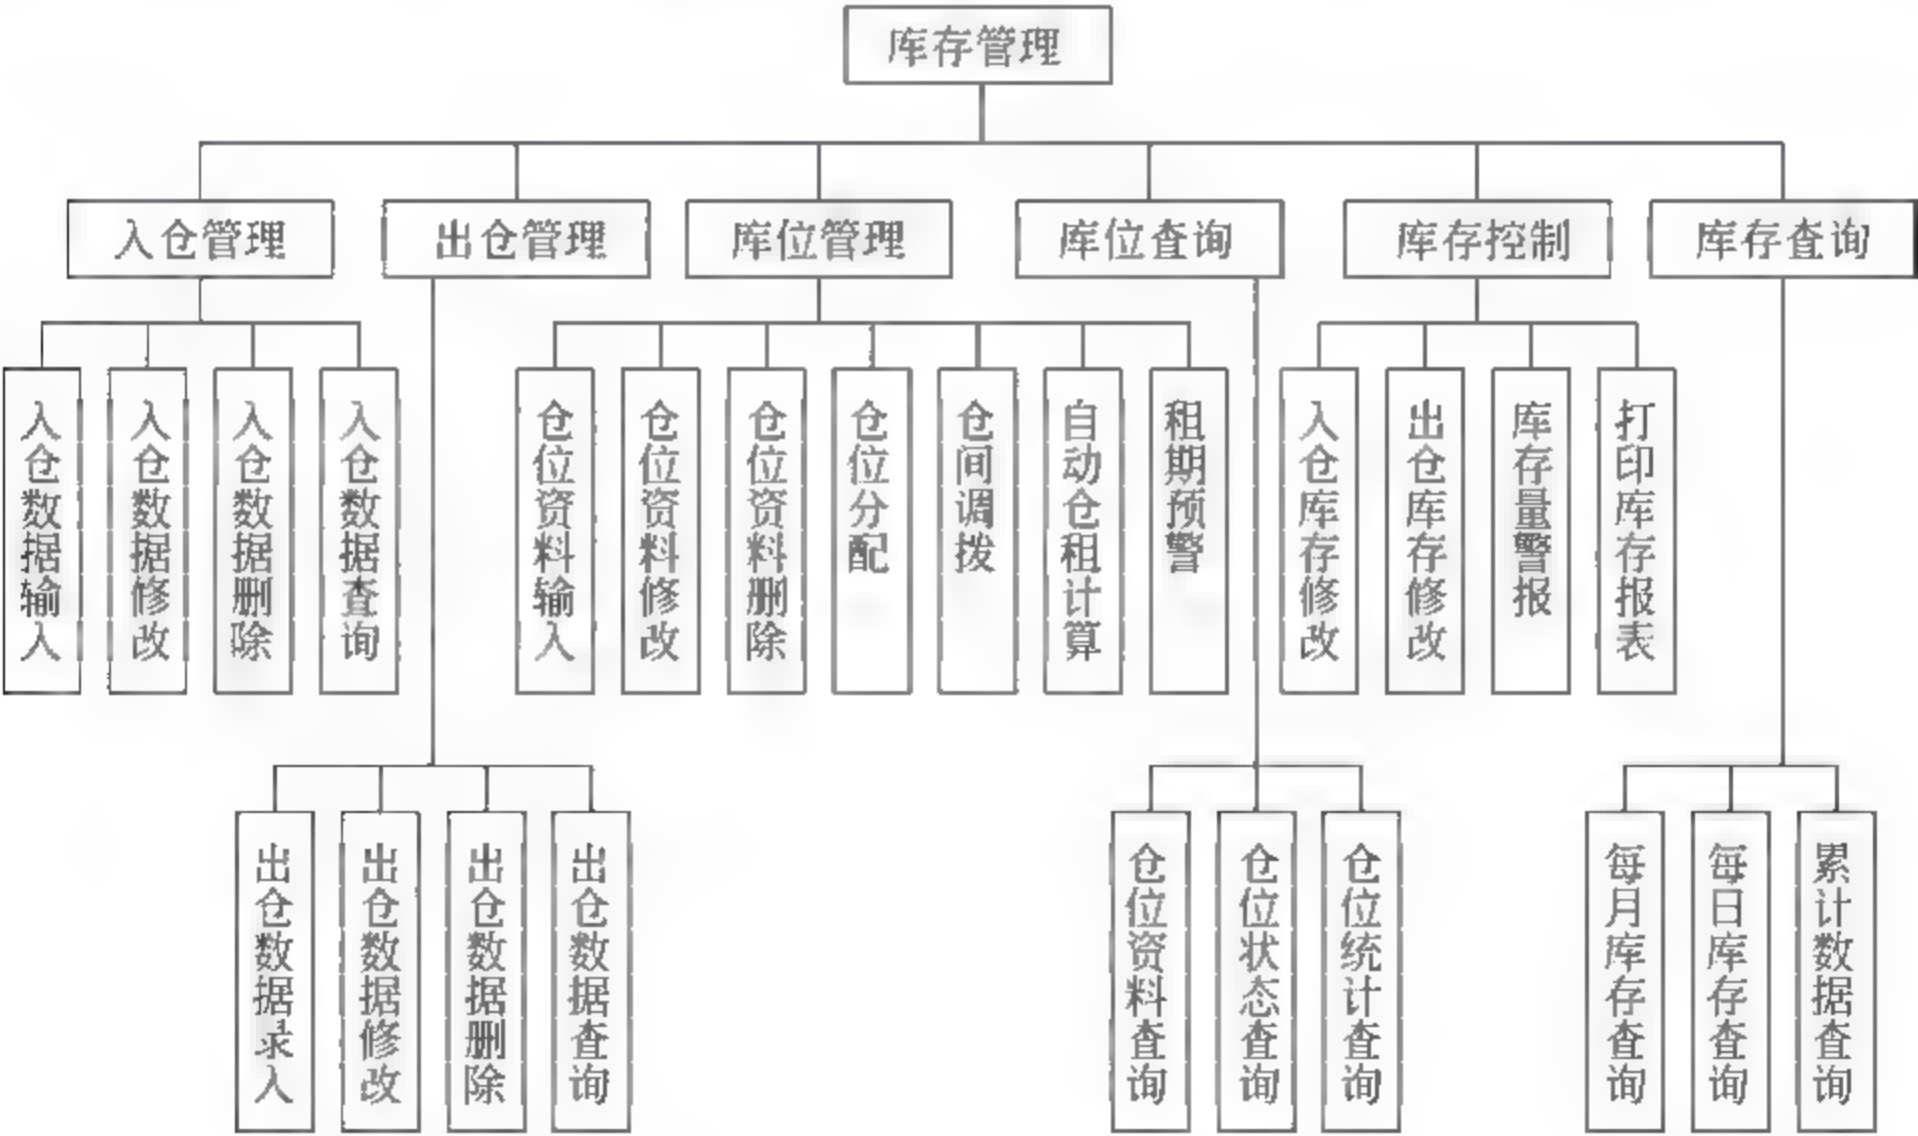 库存管理
入仓管理
出仓管理
库位管理
库位查询
库存控制
库存查询
入仓数据输入
入仓数据修改
入仓数据删除
入仓数据查询
仓位资料输入
仓位资料修改
仓位资料删除
仓位分配
仓间调拨
自动仓租计算
租期预警
入仓库存修改
出仓库存修改
库存量警报
打印库存报表
出仓数据录入
出仓数据修改
出仓数据删除
出仓数据查询
仓位资料查询
仓位状态查询
仓位统计查询
每月库存查询
每日库存查询
累计数据查询